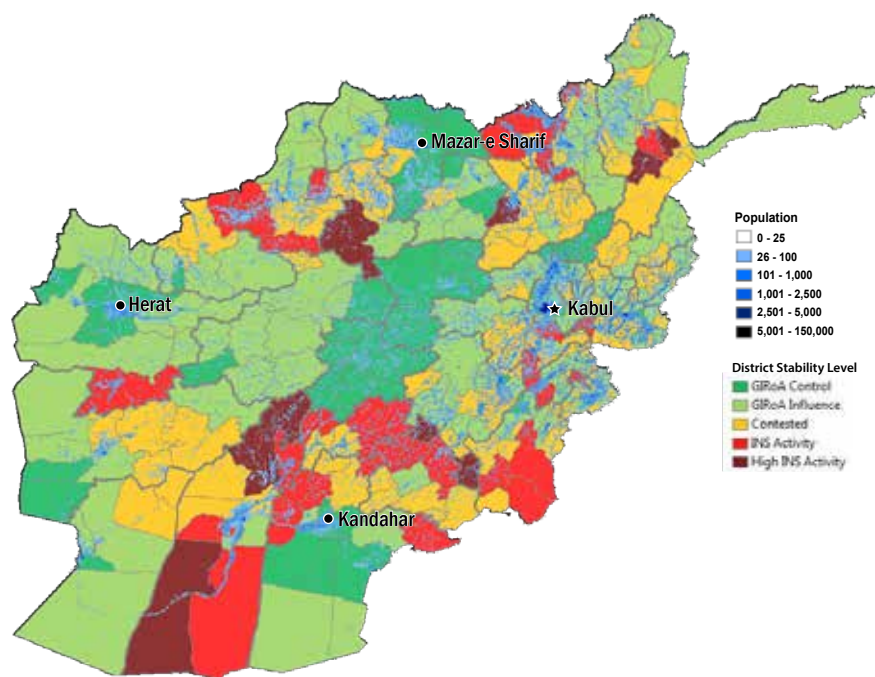 Mazar-e Sharif
Herat
Kabul
Kandahar
Population
0 - 25
26 - 100
101 - 1,000
1,001 - 2,500
2,501 - 5,000
5,001 - 150,000
District Stability Level
GIRoA Control
GIRoA Influence
Contested
INS Activity
High INS Activity